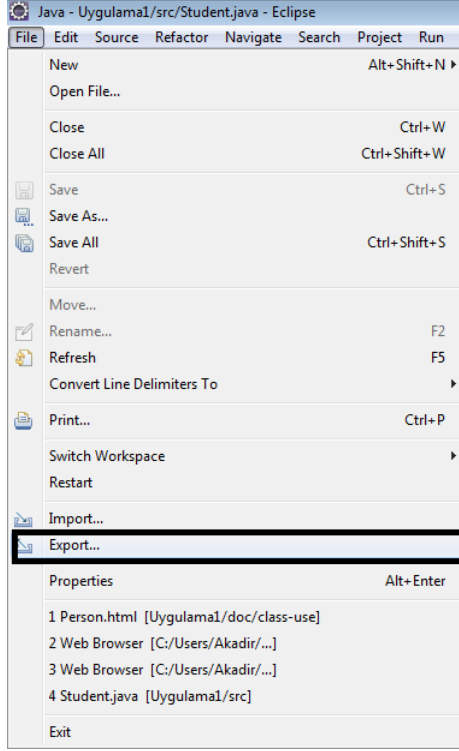 Java - Uygulama1/src/Student.java - Eclipse
File Edit Source Refactor Navigate Search Project Run
New Alt+Shift+N
Open File...
Close Ctrl+W
Close All Ctrl+Shift+W
Save Ctrl+S
Save As...
Save All Ctrl+Shift+S
Revert
Move...
Rename... F2
Refresh F5
Convert Line Delimiters To
Print... Ctrl+P
Switch Workspace
Restart
Import...
Export...
Properties Alt+Enter
1 Person.html [Uygulama1/doc/class-use]
2 Web Browser [C:/Users/Akadir/...]
3 Web Browser [C:/Users/Akadir/...]
4 Student.java [Uygulama1/src]
Exit